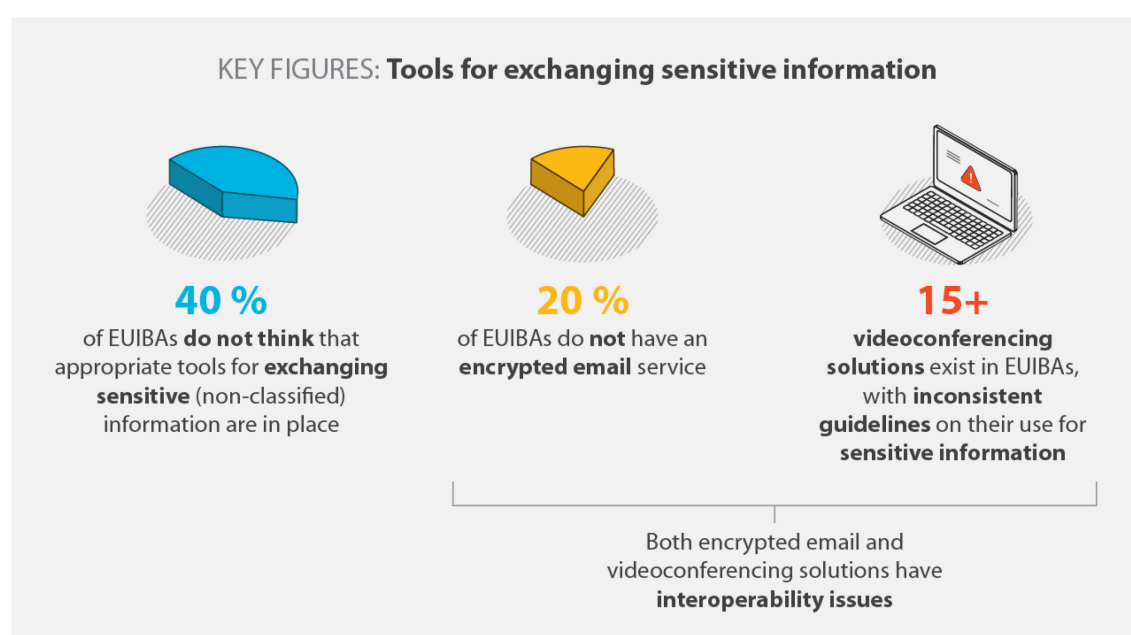 KEY FIGURES: Tools for exchanging sensitive information
40 %
of EUIBAs do not think that
appropriate tools for exchanging
sensitive (non-classified)
information are in place
20 %
of EUIBAs do not have an
encrypted email service
15+
videoconferencing
solutions exist in EUIBAs,
with inconsistent
guidelines on their use for
sensitive information
Both encrypted email and
videoconferencing solutions have
interoperability issues